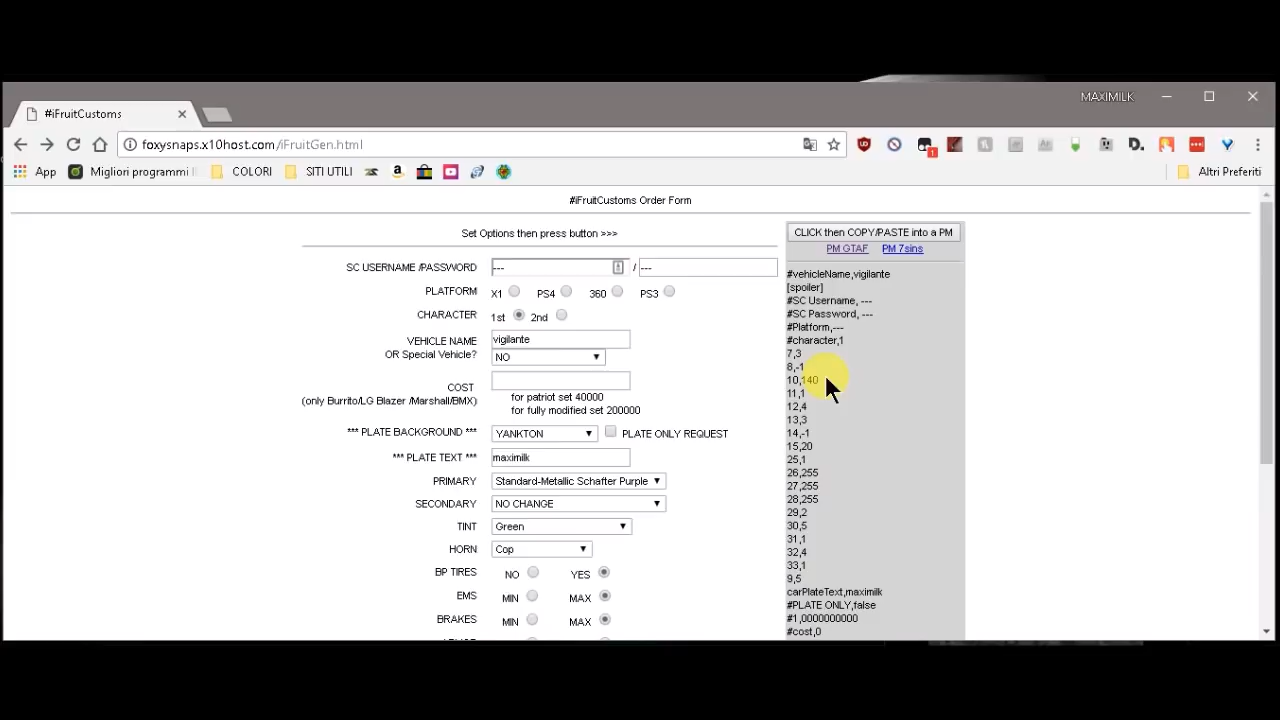 MAXIMILK
#iFruitCustoms
foxysnaps.x10host.com/iFruitGen.html
App
Migliori programmi
COLORI
SITI UTILI
Altri Preferiti
#iFruitCustoms Order Form
Set Options then press button >>>
SC USERNAME /PASSWORD
---
/
---
PLATFORM
X1
PS4
360
PS3
CHARACTER
1st
2nd
VEHICLE NAME
vigilante
OR Special Vehicle?
NO
COST
(only Burrito/LG Blazer /Marshall/BMX)
for patriot set 40000
for fully modified set 200000
*** PLATE BACKGROUND ***
YANKTON
PLATE ONLY REQUEST
*** PLATE TEXT ***
maximilk
PRIMARY
Standard-Metallic Schafter Purple
SECONDARY
NO CHANGE
TINT
Green
HORN
Cop
BP TIRES
NO
YES
EMS
MIN
MAX
BRAKES
MIN
MAX
CLICK then COPY/PASTE into a PM
PM GTAF
PM 7sins
#vehicleName,vigilante
[spoiler]
#SC Username, ---
#SC Password, ---
#Platform,---
#character,1
7,3
8,-1
10,140
11,1
12,4
13,3
14,-1
15,20
25,1
26,255
27,255
28,255
29,2
30,5
31,1
32,4
33,1
9,5
carPlateText,maximilk
#PLATE ONLY,false
#1,0000000000
#cost,0